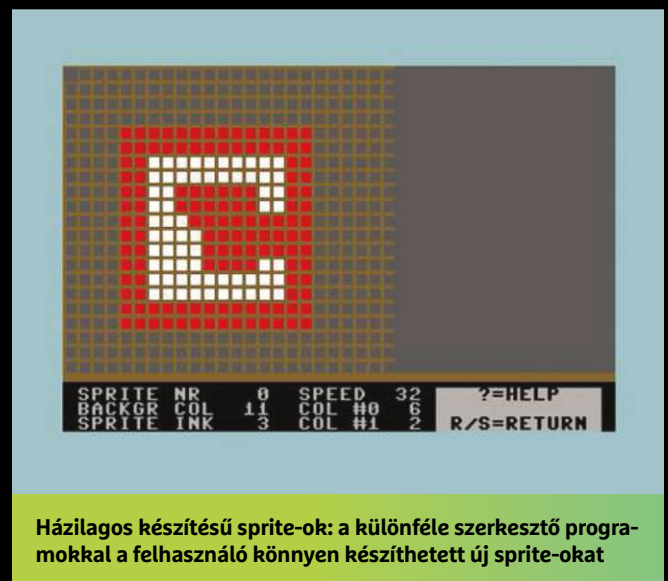 SPRITE NR 0 SPEED 32 ?=HELP
BACKGR COL 11 COL #0 6
SPRITE INK 3 COL #1 2 R/S=RETURN
Házilagos készítésű sprite-ok: a különféle szerkesztő progra-
mokkal a felhasználó könnyen készíthetett új sprite-okat